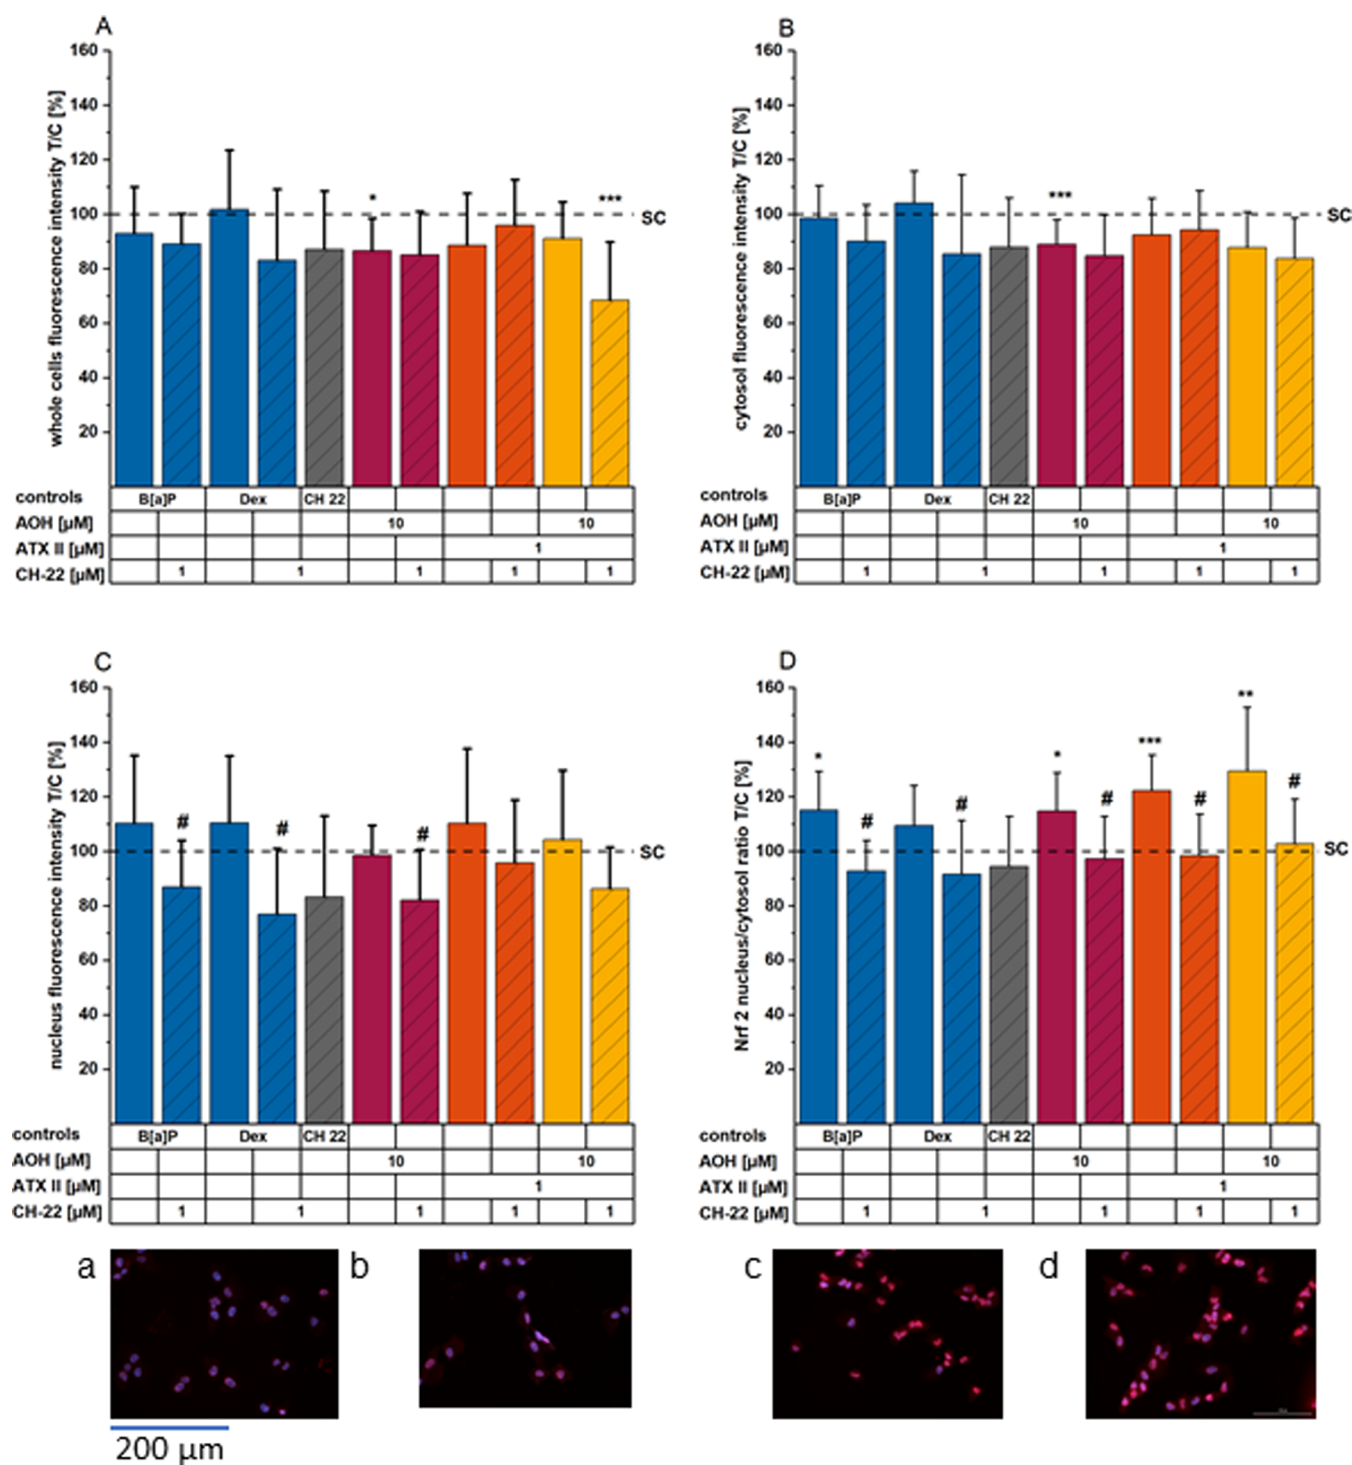 A
whole cells fluorescence intensity T/C [%]
160
140
120
100
80
60
40
20
*
***
SC
controls B[a]P Dex CH 22
AOH [µM] 10 10
ATX II [µM] 1
CH-22 [µM] 1 1 1 1 1
B
cytosol fluorescence intensity T/C [%]
160
140
120
100
80
60
40
20
***
SC
controls B[a]P Dex CH 22
AOH [µM] 10 10
ATX II [µM] 1
CH-22 [µM] 1 1 1 1 1
C
nucleus fluorescence intensity T/C [%]
160
140
120
100
80
60
40
20
# # #
SC
controls B[a]P Dex CH 22
AOH [µM] 10 10
ATX II [µM] 1
CH-22 [µM] 1 1 1 1 1
D
Nrf 2 nucleus/cytosol ratio T/C [%]
160
140
120
100
80
60
40
20
* # # * # *** # ** #
SC
controls B[a]P Dex CH 22
AOH [µM] 10 10
ATX II [µM] 1
CH-22 [µM] 1 1 1 1 1
a b c d
200 µm